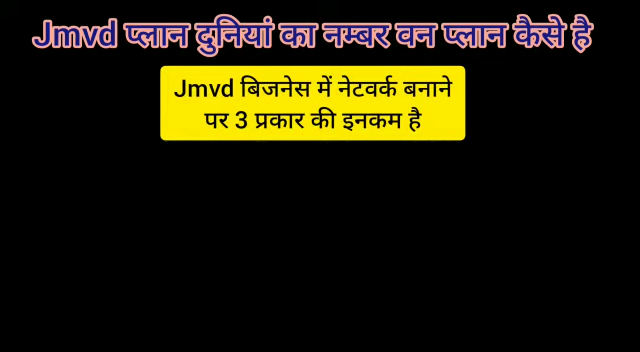 Jmvd प्लान दुनियां का नम्बर वन प्लान कैसे है
Jmvd बिजनेस में नेटवर्क बनाने
पर 3 प्रकार की इनकम है